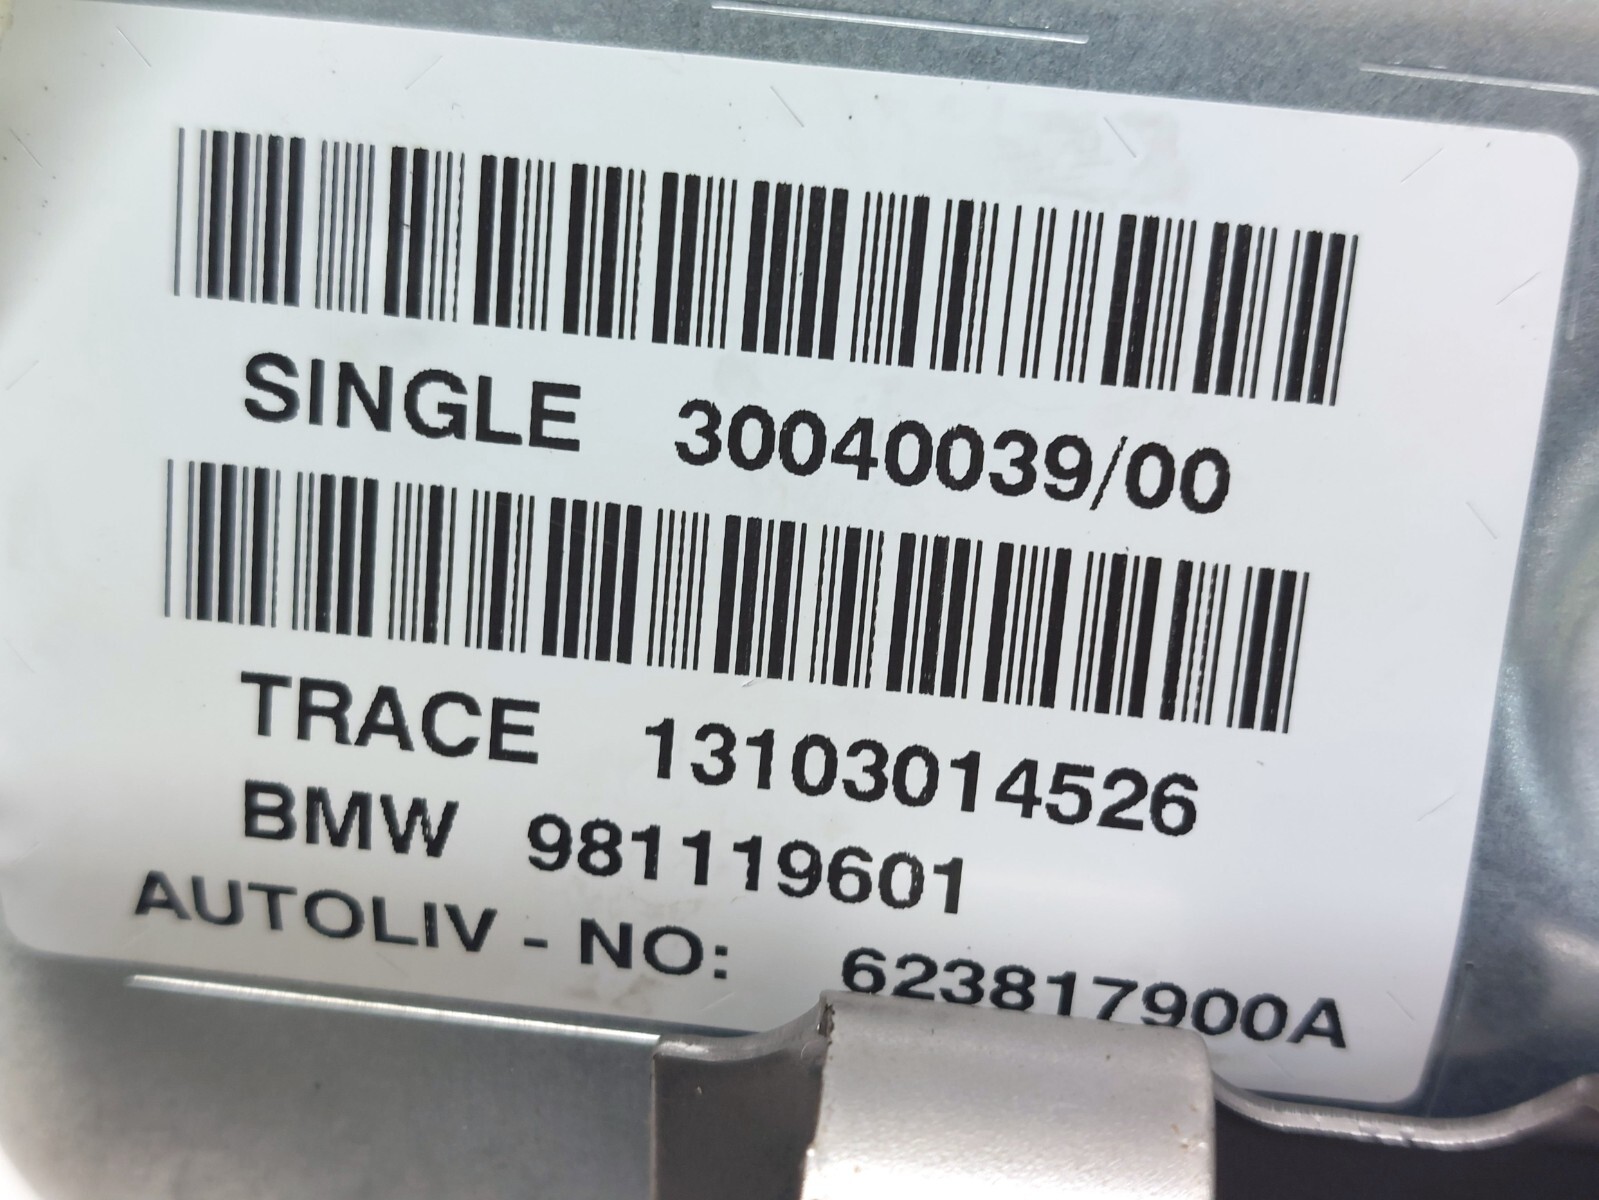 SINGLE 30040039/00
TRACE 13103014526
BMW 981119601
AUTOLIV - NO: 623817900A